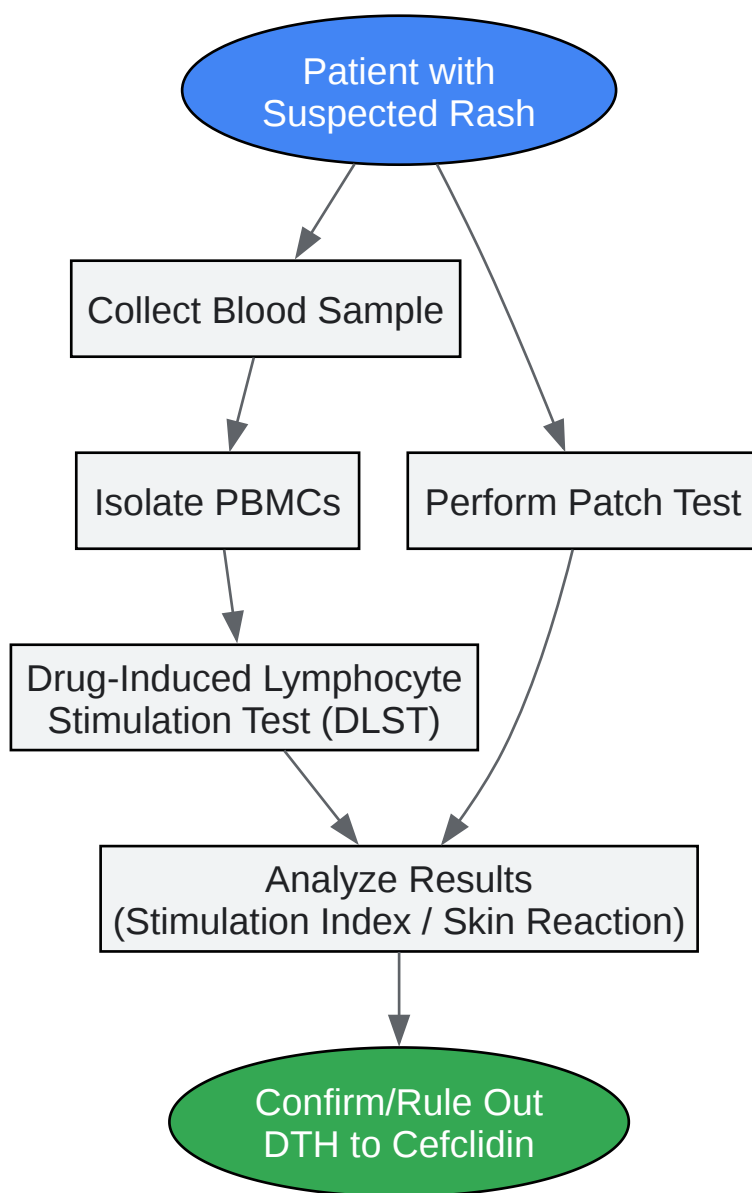 Patient with
Suspected Rash
Collect Blood Sample
Isolate PBMCs
Perform Patch Test
Drug-Induced Lymphocyte
Stimulation Test (DLST)
Analyze Results
(Stimulation Index / Skin Reaction)
Confirm/Rule Out
DTH to Cefclidin